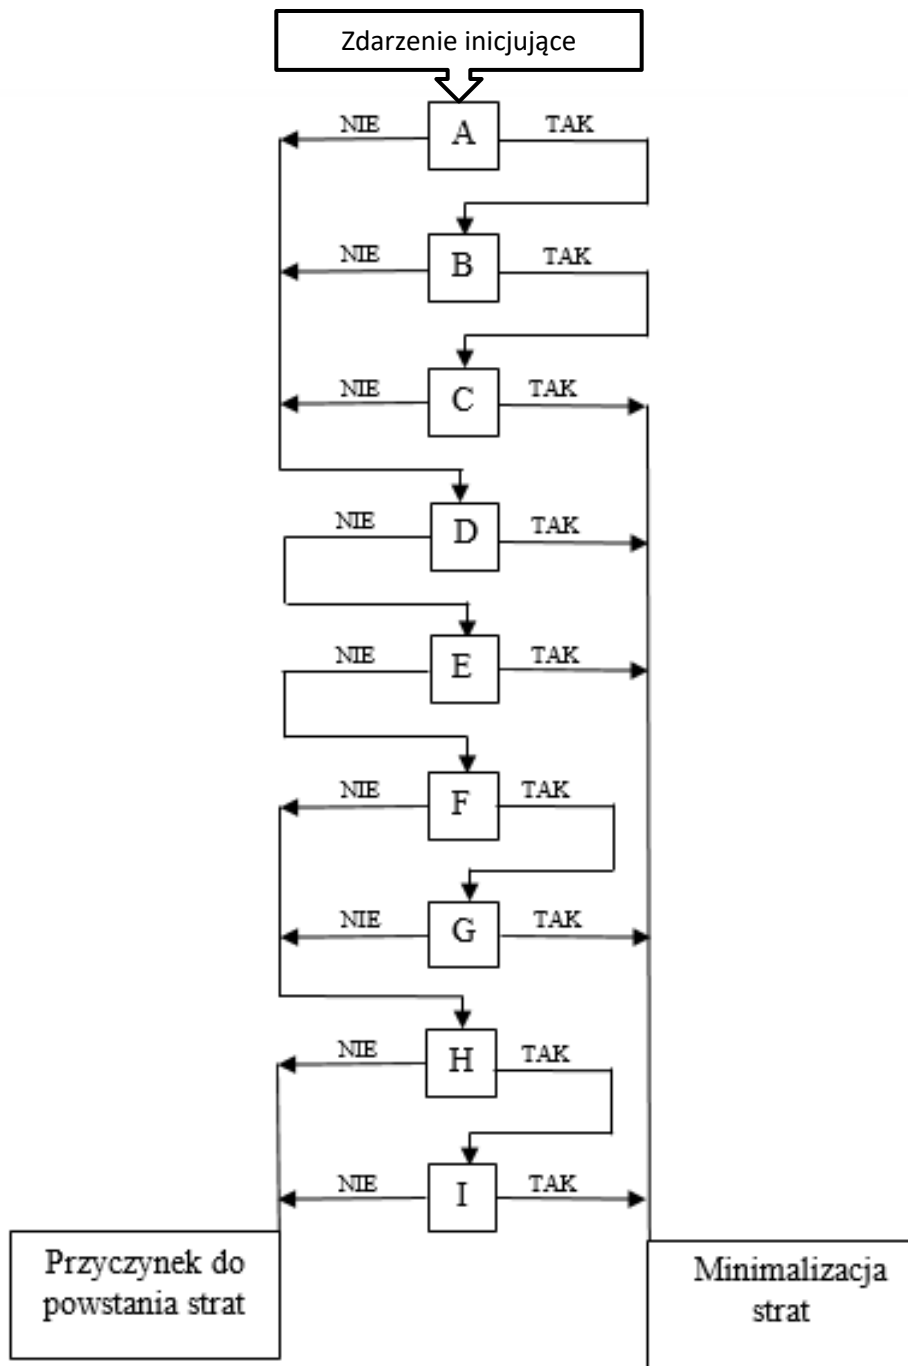 Zdarzenie inicjujące
NIE A TAK
NIE B TAK
NIE C TAK
NIE D TAK
NIE E TAK
NIE F TAK
NIE G TAK
NIE H TAK
NIE I TAK
Przyczynek do
powstania strat
Minimalizacja
strat